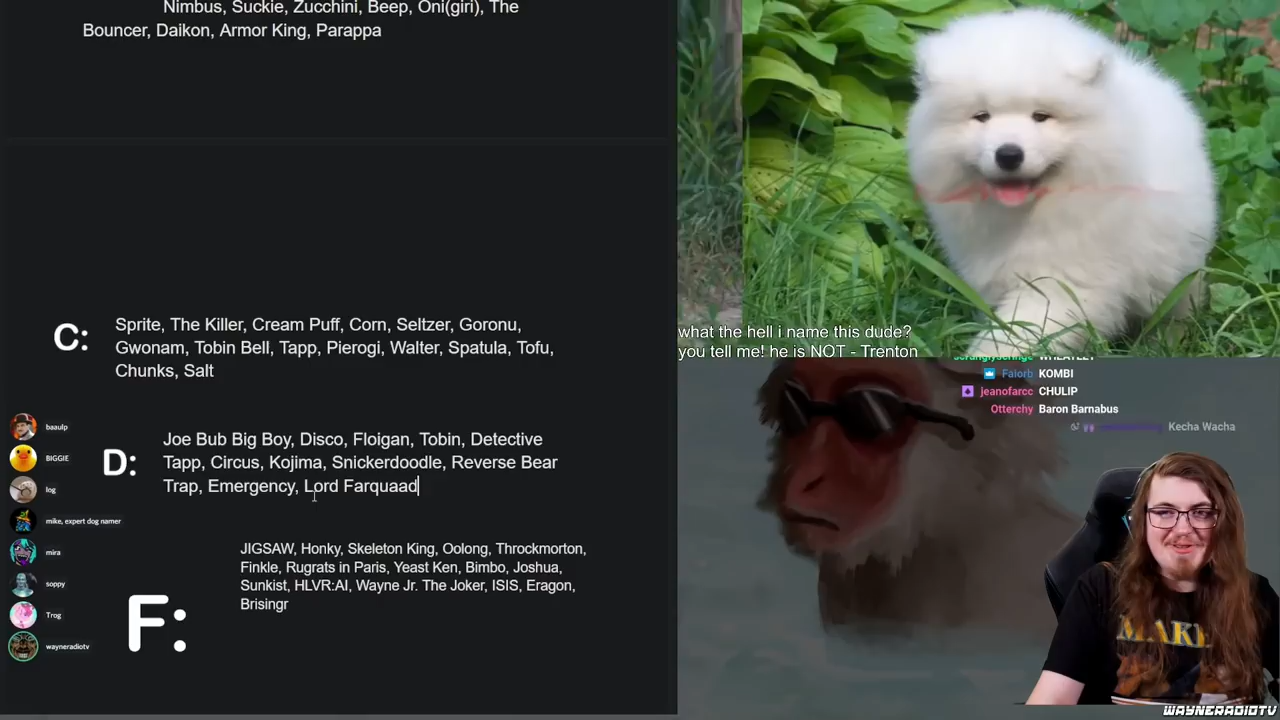 Nimbus, Suckie, Zucchini, Beep, Oni(giri), The
Bouncer, Daikon, Armor King, Parappa
C:
Sprite, The Killer, Cream Puff, Corn, Seltzer, Goronu,
Gwonam, Tobin Bell, Tapp, Pierogi, Walter, Spatula, Tofu,
Chunks, Salt
D:
Joe Bub Big Boy, Disco, Floigan, Tobin, Detective
Tapp, Circus, Kojima, Snickerdoodle, Reverse Bear
Trap, Emergency, Lord Farquaad
F:
JIGSAW, Honky, Skeleton King, Oolong, Throckmorton,
Finkle, Rugrats in Paris, Yeast Ken, Bimbo, Joshua,
Sunkist, HLVR:AI, Wayne Jr. The Joker, ISIS, Eragon,
Brisingr
baaulp
BIGGIE
log
mike, expert dog namer
mira
soppy
Trog
wayneradiotv
what the hell i name this dude?
you tell me! he is NOT - Trenton
Faiorb KOMBI
jeanofarcc CHULIP
Otterchy Baron Barnabus
Kecha Wacha
WAYNERADIOTV